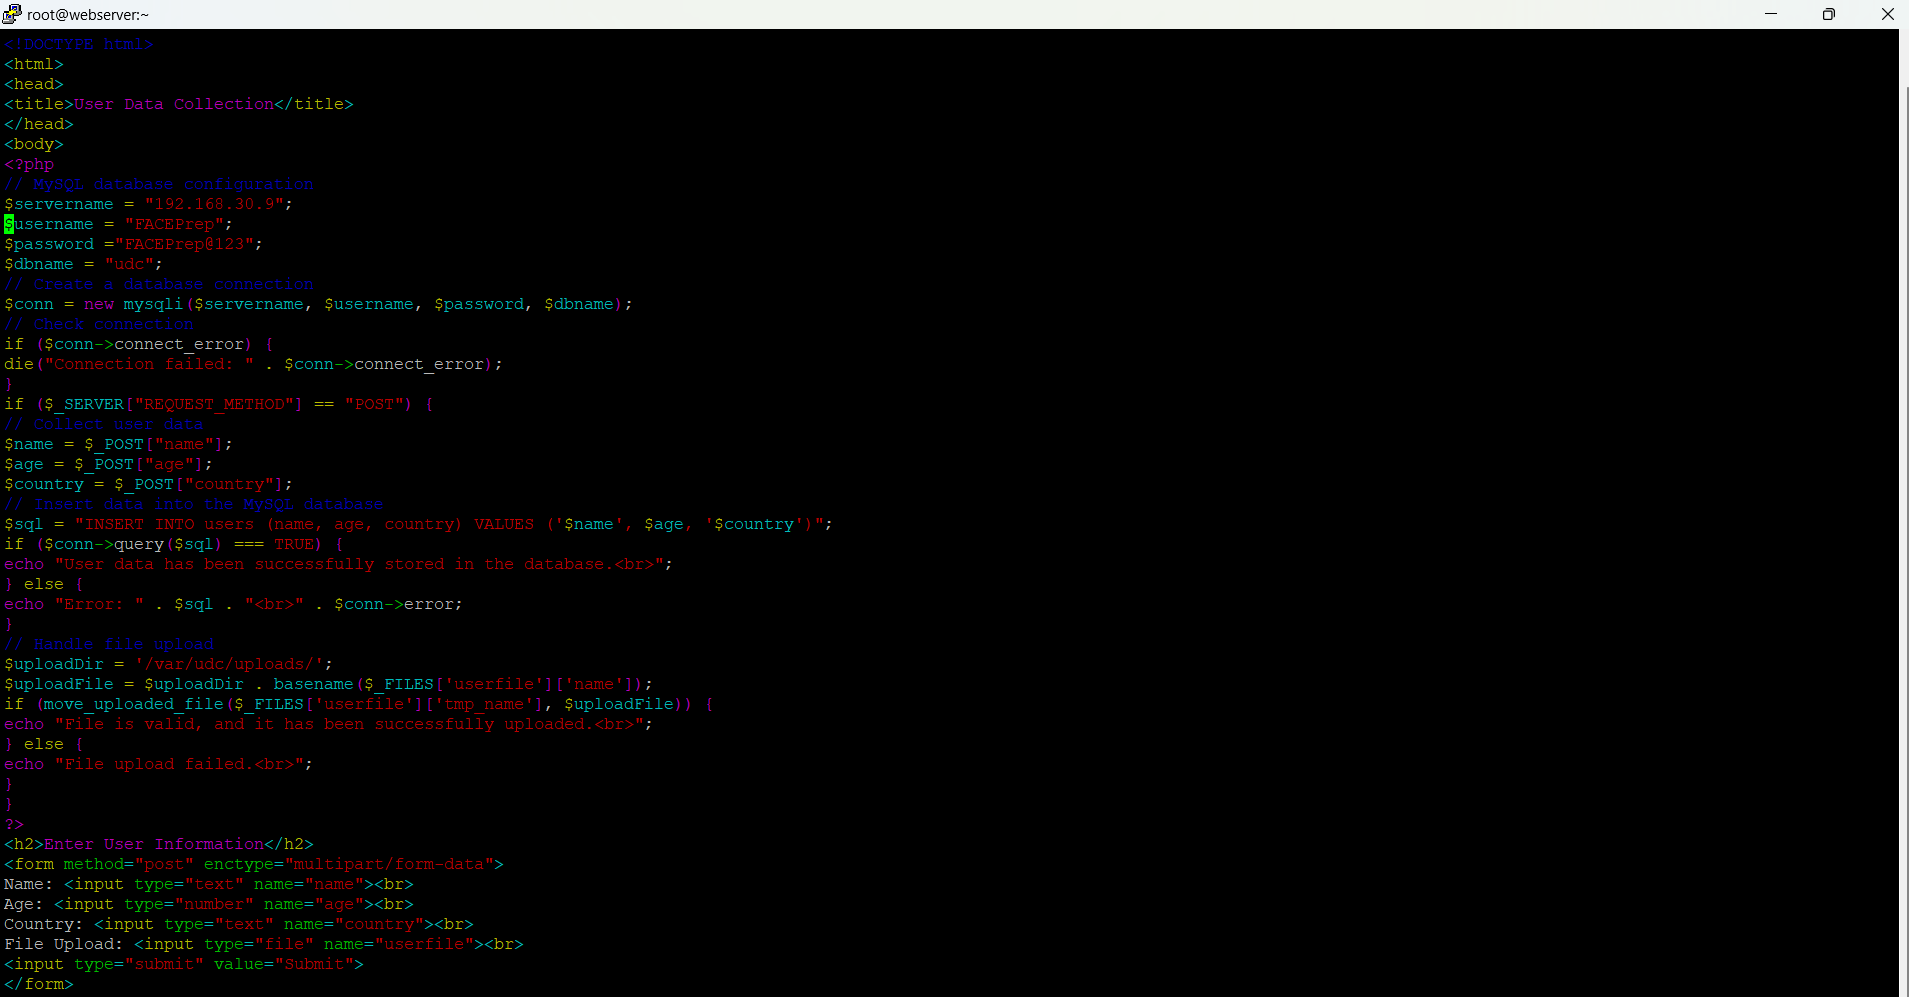 root@webserver:~
<!DOCTYPE html>
<html>
<head>
<title>User Data Collection</title>
</head>
<body>
<?php
// MySQL database configuration
$servername = "192.168.30.9";
$username = "FACEPrep";
$password ="FACEPrep@123";
$dbname = "udc";
// Create a database connection
$conn = new mysqli($servername, $username, $password, $dbname);
// Check connection
if ($conn->connect_error) {
die("Connection failed: " . $conn->connect_error);
}
if ($_SERVER["REQUEST_METHOD"] == "POST") {
// Collect user data
$name = $_POST["name"];
$age = $_POST["age"];
$country = $_POST["country"];
// Insert data into the MySQL database
$sql = "INSERT INTO users (name, age, country) VALUES ('$name', $age, '$country')";
if ($conn->query($sql) === TRUE) {
echo "User data has been successfully stored in the database.<br>";
} else {
echo "Error: " . $sql . "<br>" . $conn->error;
}
// Handle file upload
$uploadDir = '/var/udc/uploads/';
$uploadFile = $uploadDir . basename($_FILES['userfile']['name']);
if (move_uploaded_file($_FILES['userfile']['tmp_name'], $uploadFile)) {
echo "File is valid, and it has been successfully uploaded.<br>";
} else {
echo "File upload failed.<br>";
}
}
?>
<h2>Enter User Information</h2>
<form method="post" enctype="multipart/form-data">
Name: <input type="text" name="name"><br>
Age: <input type="number" name="age"><br>
Country: <input type="text" name="country"><br>
File Upload: <input type="file" name="userfile"><br>
<input type="submit" value="Submit">
</form>